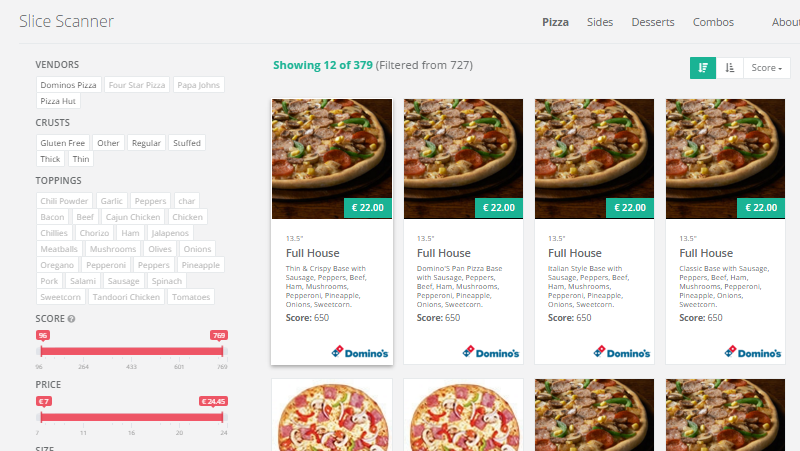 Slice Scanner
Pizza Sides Desserts Combos About
VENDORS
Dominos Pizza Four Star Pizza Papa Johns
Pizza Hut
CRUSTS
Gluten Free Other Regular Stuffed
Thick Thin
TOPPINGS
Chili Powder Garlic Peppers char
Bacon Beef Cajun Chicken Chicken
Chillies Chorizo Ham Jalapenos
Meatballs Mushrooms Olives Onions
Oregano Pepperoni Peppers Pineapple
Pork Salami Sausage Spinach
Sweetcorn Tandoori Chicken Tomatoes
SCORE
96 769
96 264 433 601 769
PRICE
€ 7 € 24.45
7 11 16 20 24
SIZE
Showing 12 of 379 (Filtered from 727)
Score
€ 22.00
13.5"
Full House
Thin & Crispy Base with
Sausage, Peppers, Beef,
Ham, Mushrooms,
Pepperoni, Pineapple,
Onions, Sweetcorn.
Score: 650
Domino's
€ 22.00
13.5"
Full House
Domino'S Pan Pizza Base
with Sausage, Peppers,
Beef, Ham, Mushrooms,
Pepperoni, Pineapple,
Onions, Sweetcorn.
Score: 650
Domino's
€ 22.00
13.5"
Full House
Italian Style Base with
Sausage, Peppers, Beef,
Ham, Mushrooms,
Pepperoni, Pineapple,
Onions, Sweetcorn.
Score: 650
Domino's
€ 22.00
13.5"
Full House
Classic Base with Sausage,
Peppers, Beef, Ham,
Mushrooms, Pepperoni,
Pineapple, Onions,
Sweetcorn.
Score: 650
Domino's